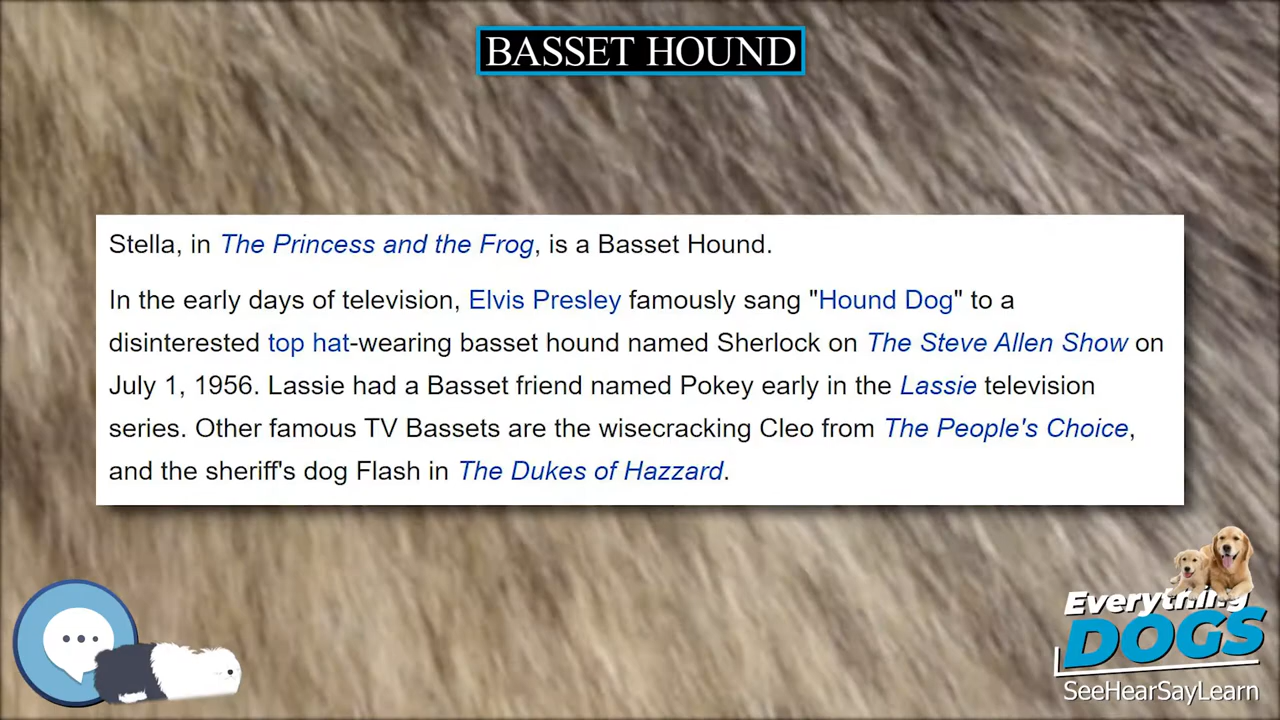 BASSET HOUND
Stella, in The Princess and the Frog, is a Basset Hound.
In the early days of television, Elvis Presley famously sang "Hound Dog" to a
disinterested top hat-wearing basset hound named Sherlock on The Steve Allen Show on
July 1, 1956. Lassie had a Basset friend named Pokey early in the Lassie television
series. Other famous TV Bassets are the wisecracking Cleo from The People's Choice,
and the sheriff's dog Flash in The Dukes of Hazzard.
Everything
DOGS
SeeHearSayLearn